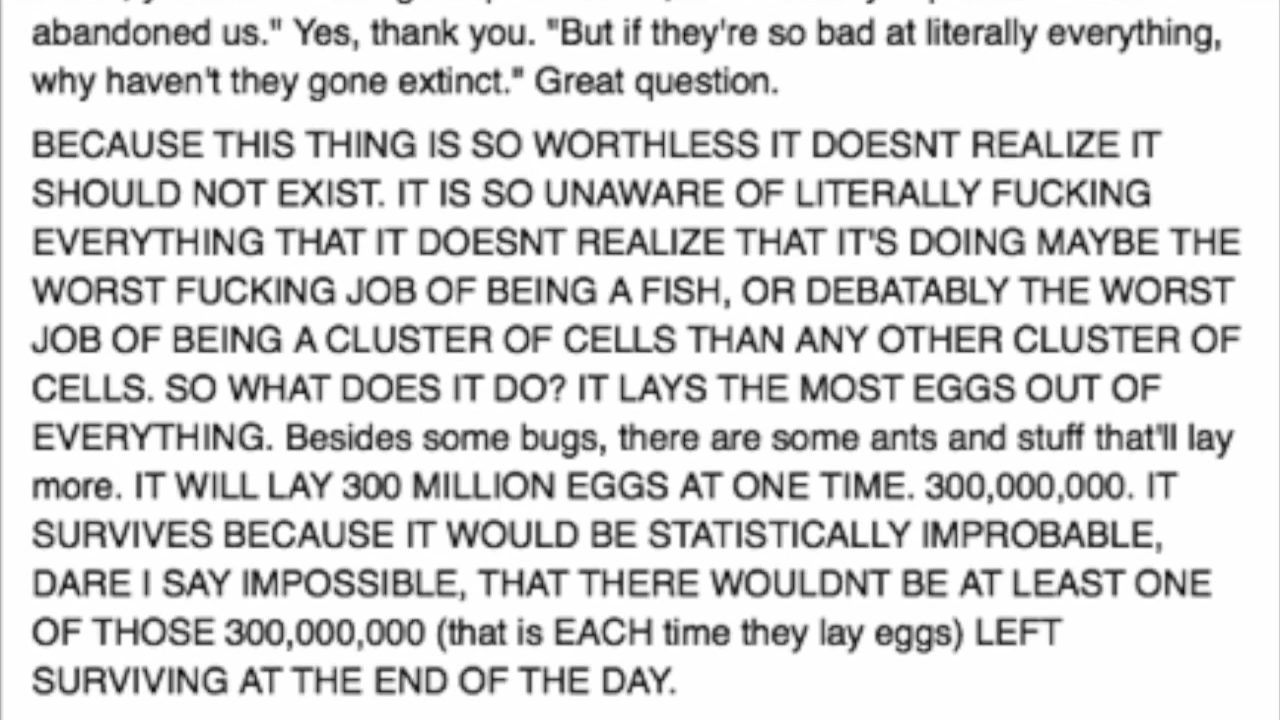 abandoned us." Yes, thank you. "But if they're so bad at literally everything,
why haven't they gone extinct." Great question.
BECAUSE THIS THING IS SO WORTHLESS IT DOESNT REALIZE IT
SHOULD NOT EXIST. IT IS SO UNAWARE OF LITERALLY FUCKING
EVERYTHING THAT IT DOESNT REALIZE THAT IT'S DOING MAYBE THE
WORST FUCKING JOB OF BEING A FISH, OR DEBATABLY THE WORST
JOB OF BEING A CLUSTER OF CELLS THAN ANY OTHER CLUSTER OF
CELLS. SO WHAT DOES IT DO? IT LAYS THE MOST EGGS OUT OF
EVERYTHING. Besides some bugs, there are some ants and stuff that'll lay
more. IT WILL LAY 300 MILLION EGGS AT ONE TIME. 300,000,000. IT
SURVIVES BECAUSE IT WOULD BE STATISTICALLY IMPROBABLE,
DARE I SAY IMPOSSIBLE, THAT THERE WOULDNT BE AT LEAST ONE
OF THOSE 300,000,000 (that is EACH time they lay eggs) LEFT
SURVIVING AT THE END OF THE DAY.